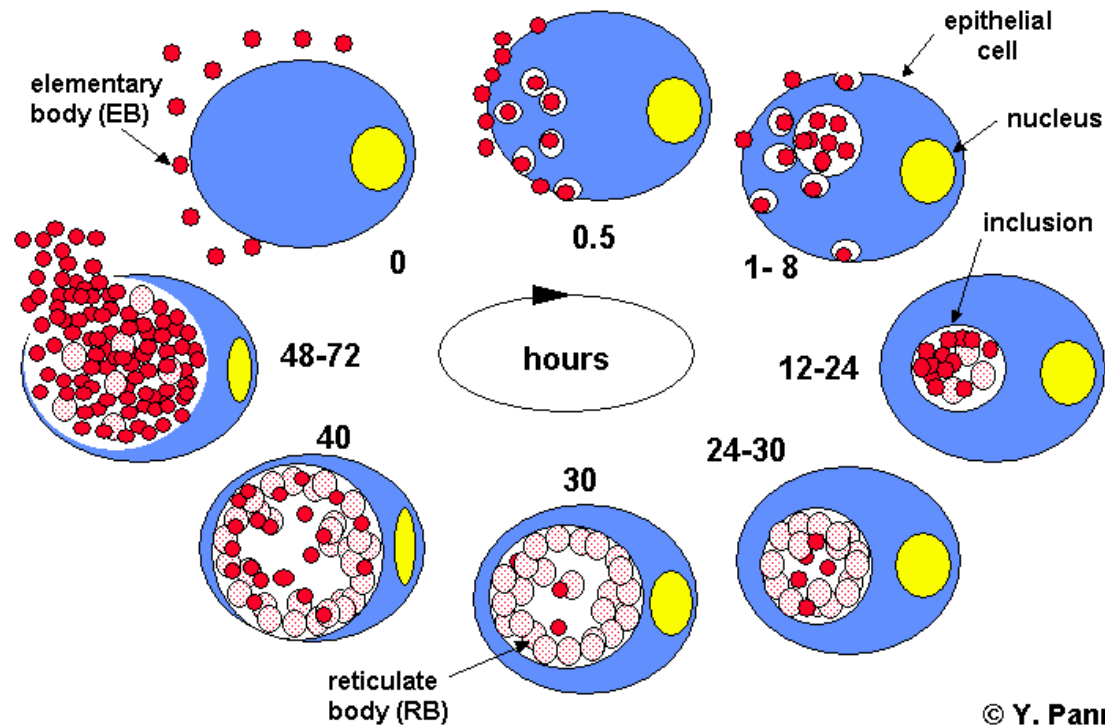 elementary
body (EB)
epithelial
cell
nucleus
0
0.5
1- 8
inclusion
48-72
hours
12-24
40
30
24-30
reticulate
body (RB)
© Y. Pann